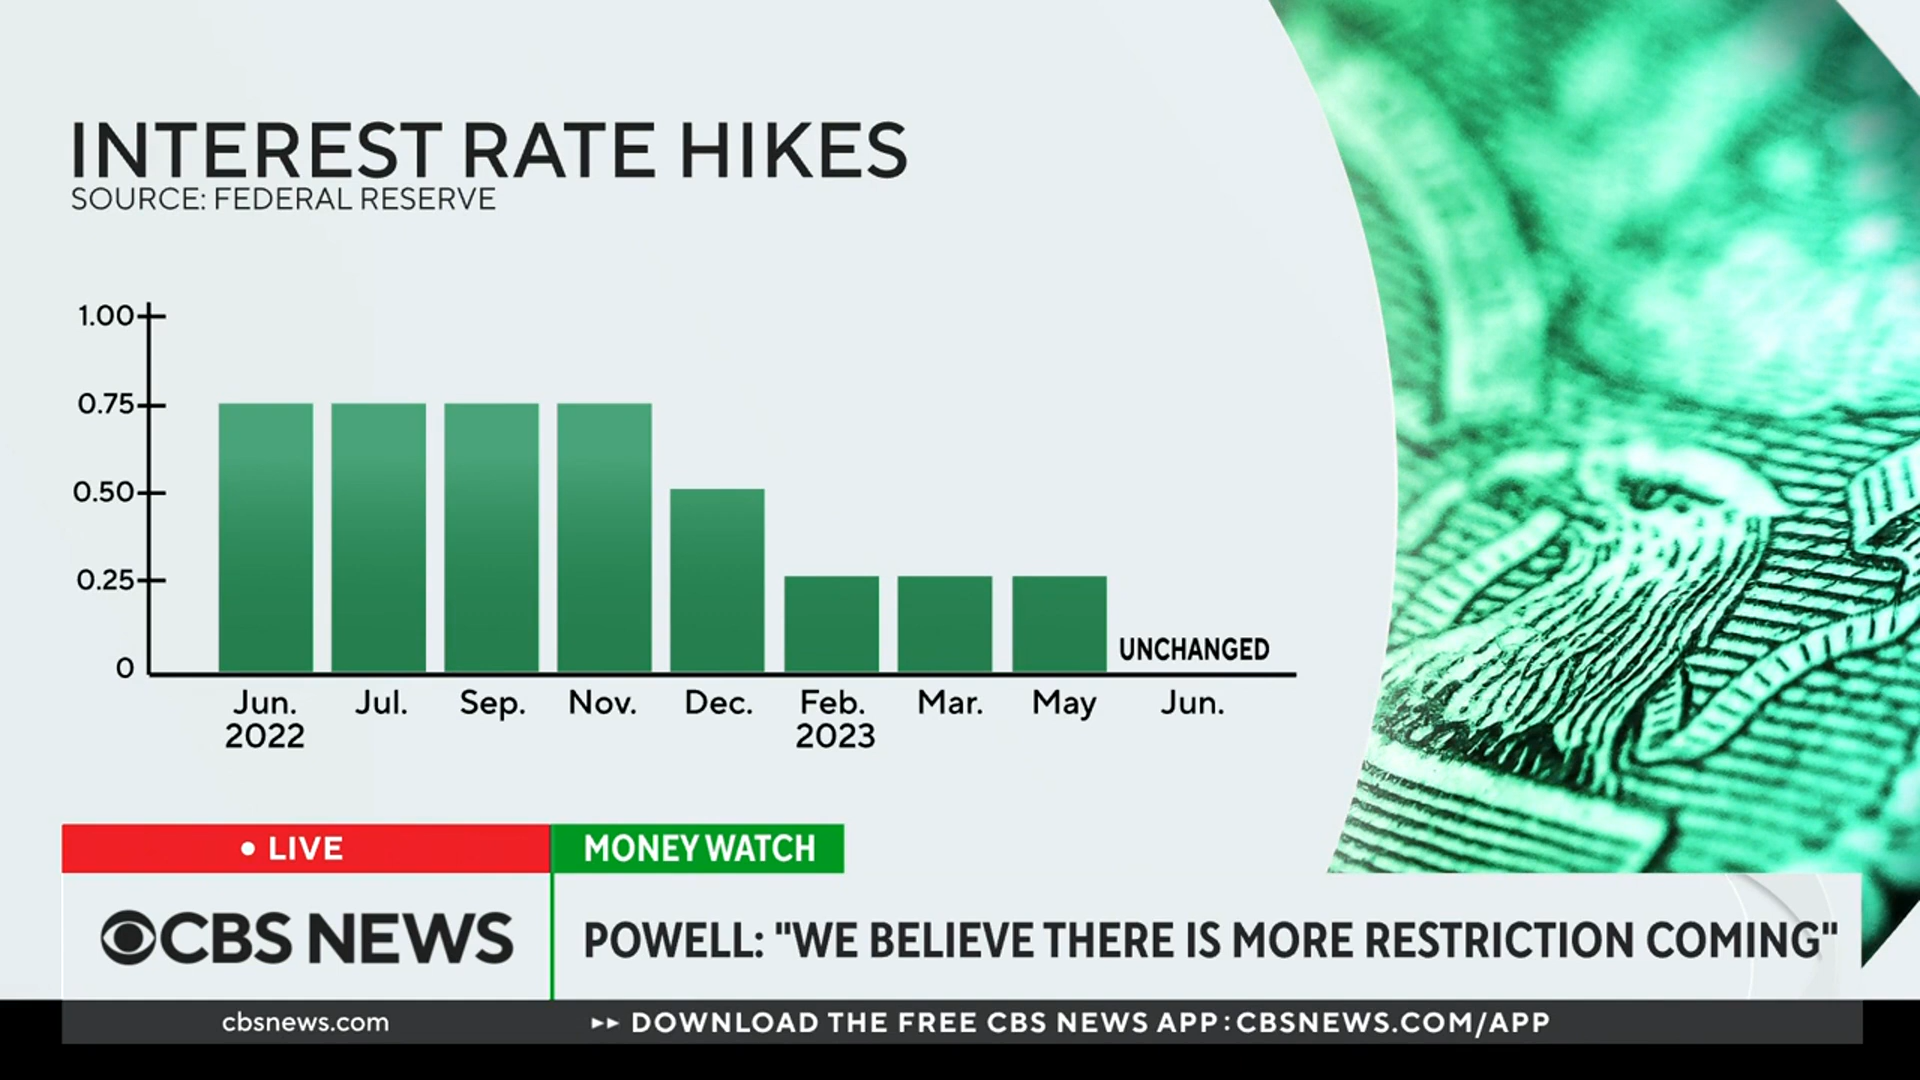 INTEREST RATE HIKES
SOURCE: FEDERAL RESERVE
1.00
0.75
0.50
0.25
0
UNCHANGED
Jun. Jul. Sep. Nov. Dec. Feb. Mar. May Jun.
2022 2023
• LIVE
MONEY WATCH
CBS NEWS
POWELL: "WE BELIEVE THERE IS MORE RESTRICTION COMING"
cbsnews.com
DOWNLOAD THE FREE CBS NEWS APP: CBSNEWS.COM/APP